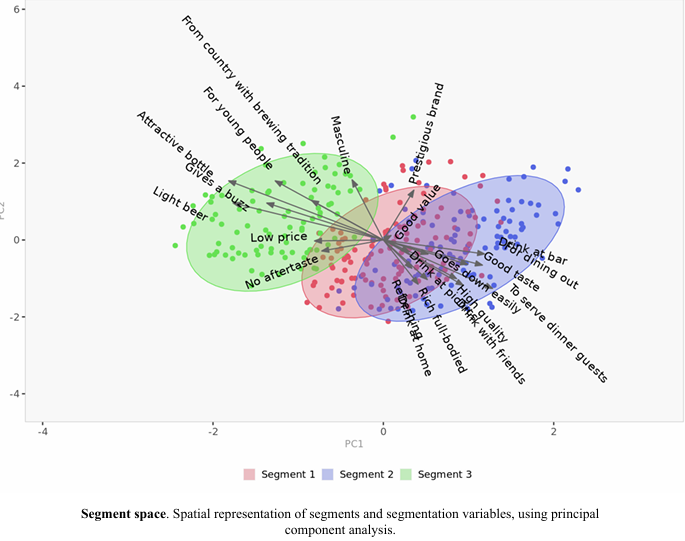 6
4
2
0
-2
-4
PC2
From country with brewing tradition
For young people
Attractive bottle
Gives a buzz
Light beer
Masculine
Prestigious brand
Good value
Low price
No aftertaste
Drink at bar
For dining out
Good taste
Goes down easily
To serve dinner guests
Drink at picnic
High quality
Drink with friends
Rich full-bodied
Refreshing
Drink at home
-4
-2
0
2
PC1
Segment 1
Segment 2
Segment 3
Segment space. Spatial representation of segments and segmentation variables, using principal
component analysis.